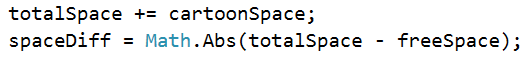 totalSpace += cartoonSpace;
spaceDiff = Math.Abs(totalSpace - freeSpace);